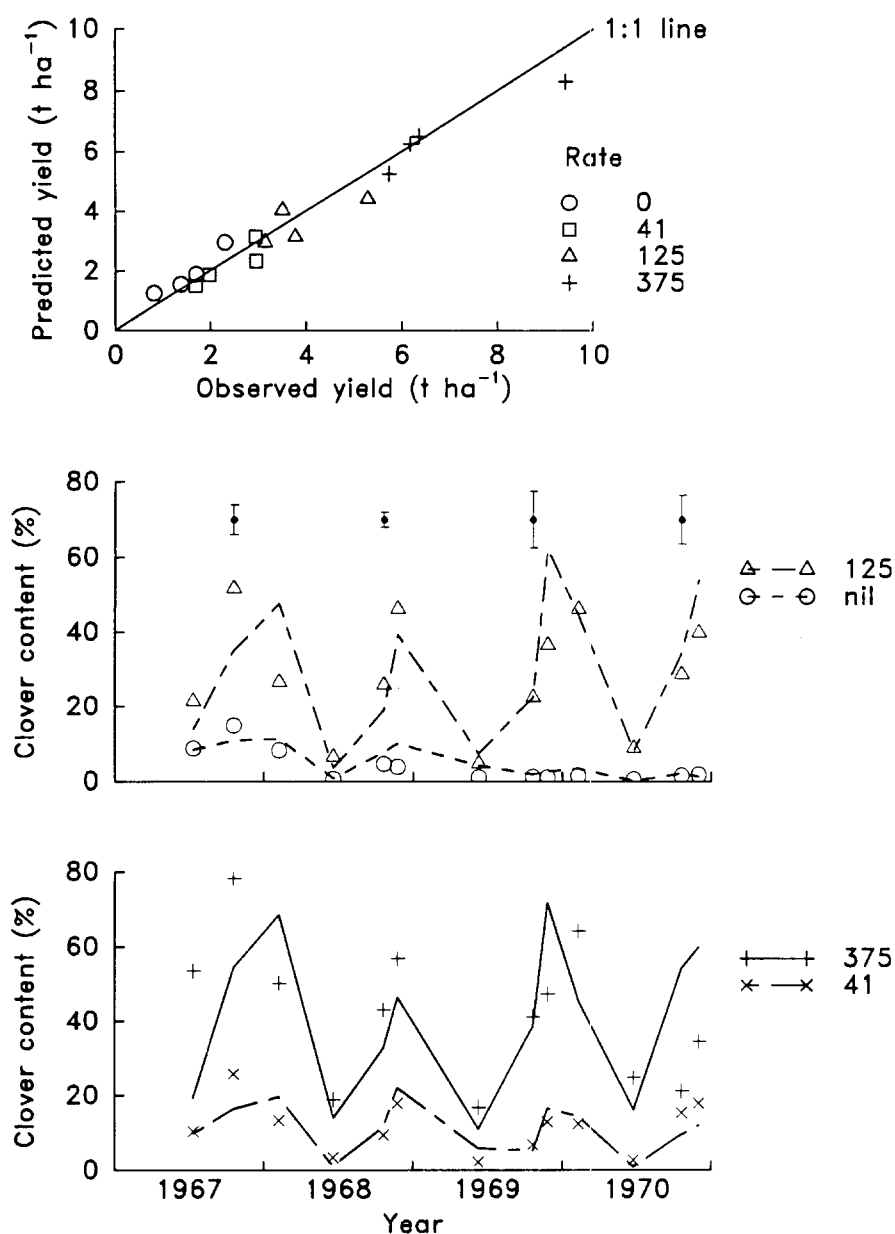 10
8
6
4
2
0
Predicted yield (t ha⁻¹)
1:1 line
Rate
0
41
125
375
0 2 4 6 8 10
Observed yield (t ha⁻¹)
80
60
40
20
0
Clover content (%)
125
nil
80
60
40
20
0
Clover content (%)
375
41
1967 1968 1969 1970
Year